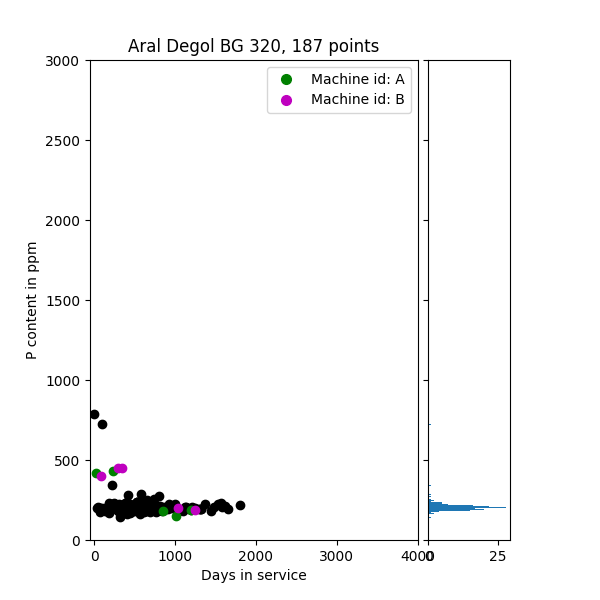 Aral Degol BG 320, 187 points
3000
2500
2000
1500
1000
500
0
P content in ppm
Machine id: A
Machine id: B
0
1000
2000
3000
4000
Days in service
0
25